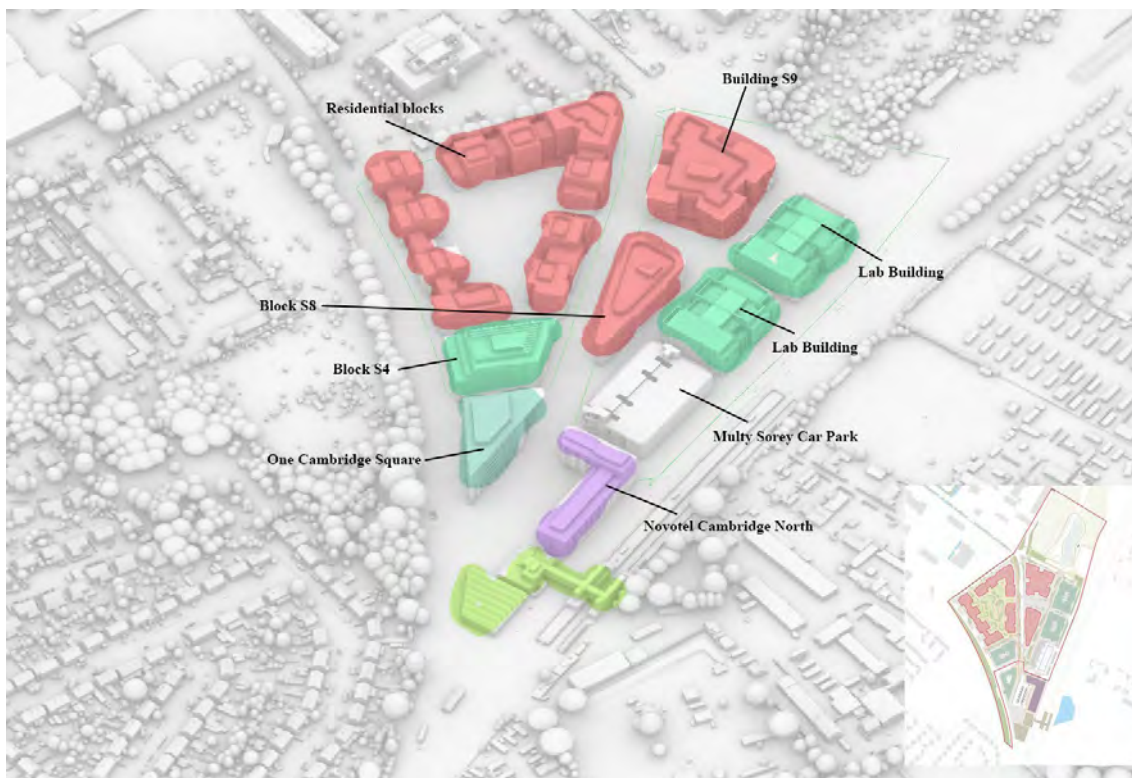 Building S9
Residential blocks
Lab Building
Block S8
Lab Building
Block S4
Multy Sorey Car Park
One Cambridge Square
Novotel Cambridge North